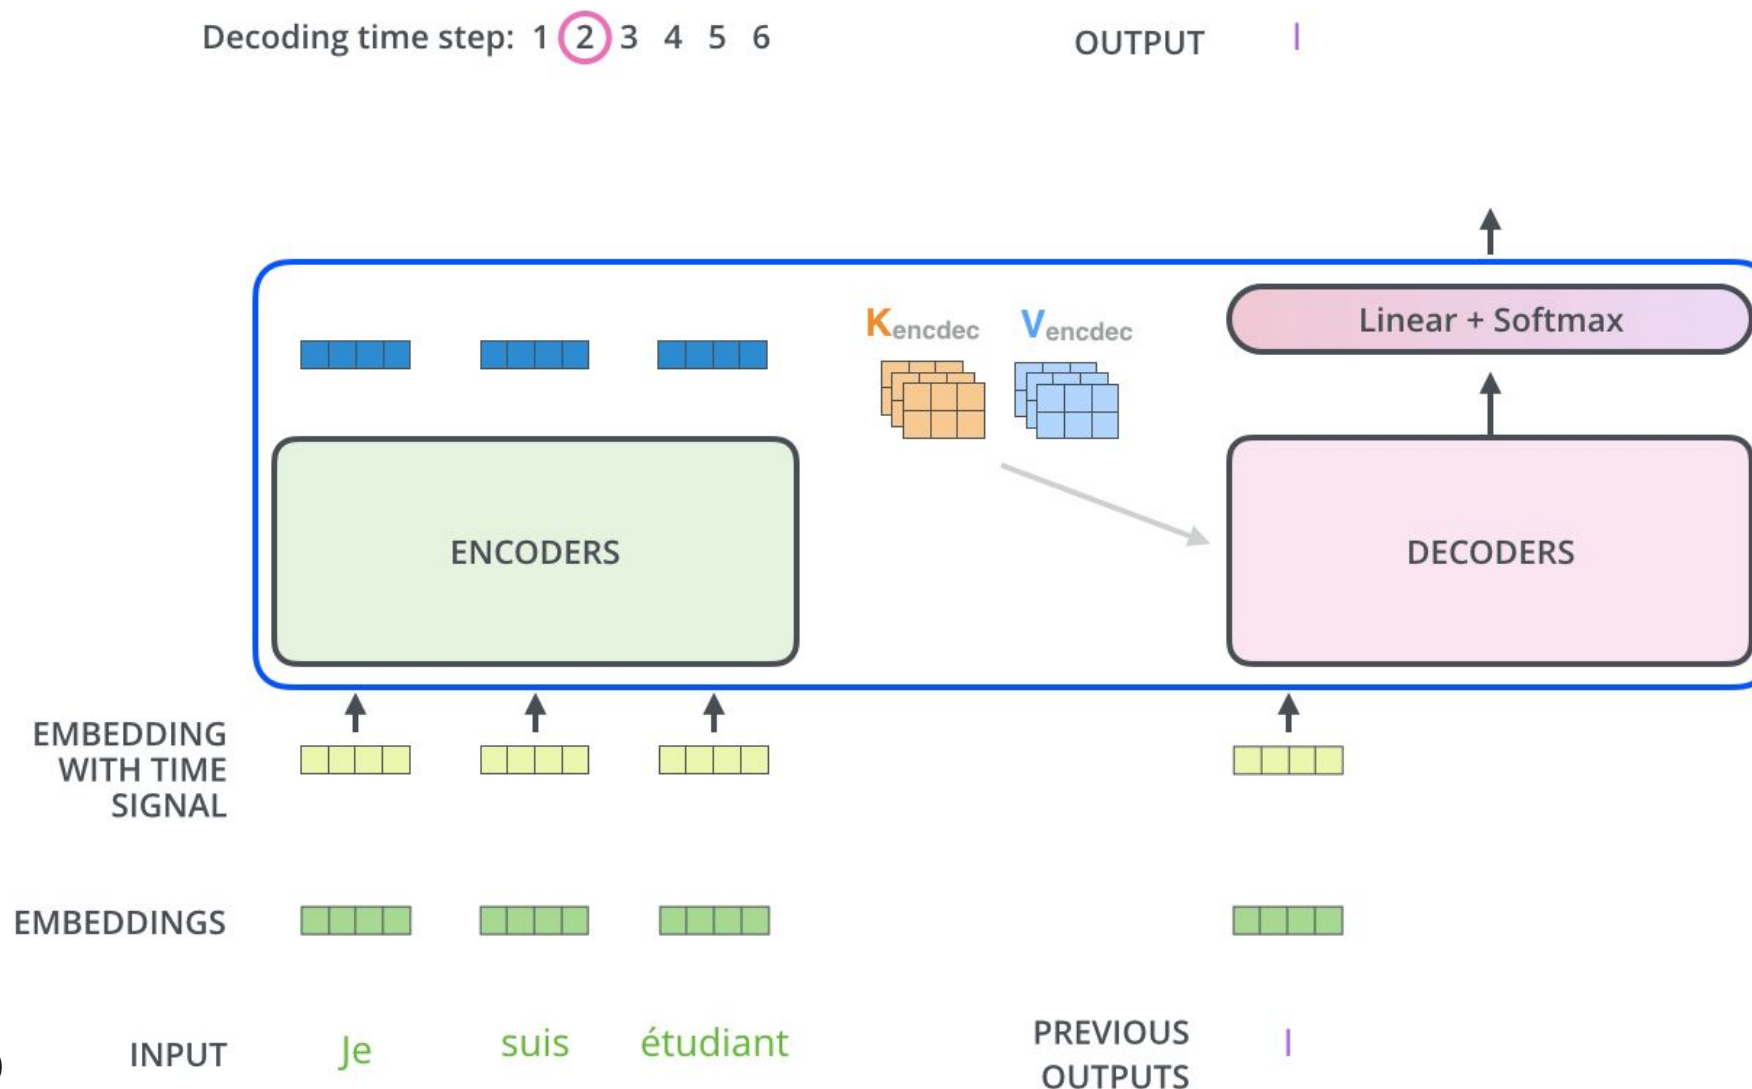 Decoding time step: 1 2 3 4 5 6
OUTPUT I
Kencdec Vencdec
Linear + Softmax
ENCODERS
DECODERS
EMBEDDING
WITH TIME
SIGNAL
EMBEDDINGS
INPUT Je suis étudiant
PREVIOUS
OUTPUTS
I
)